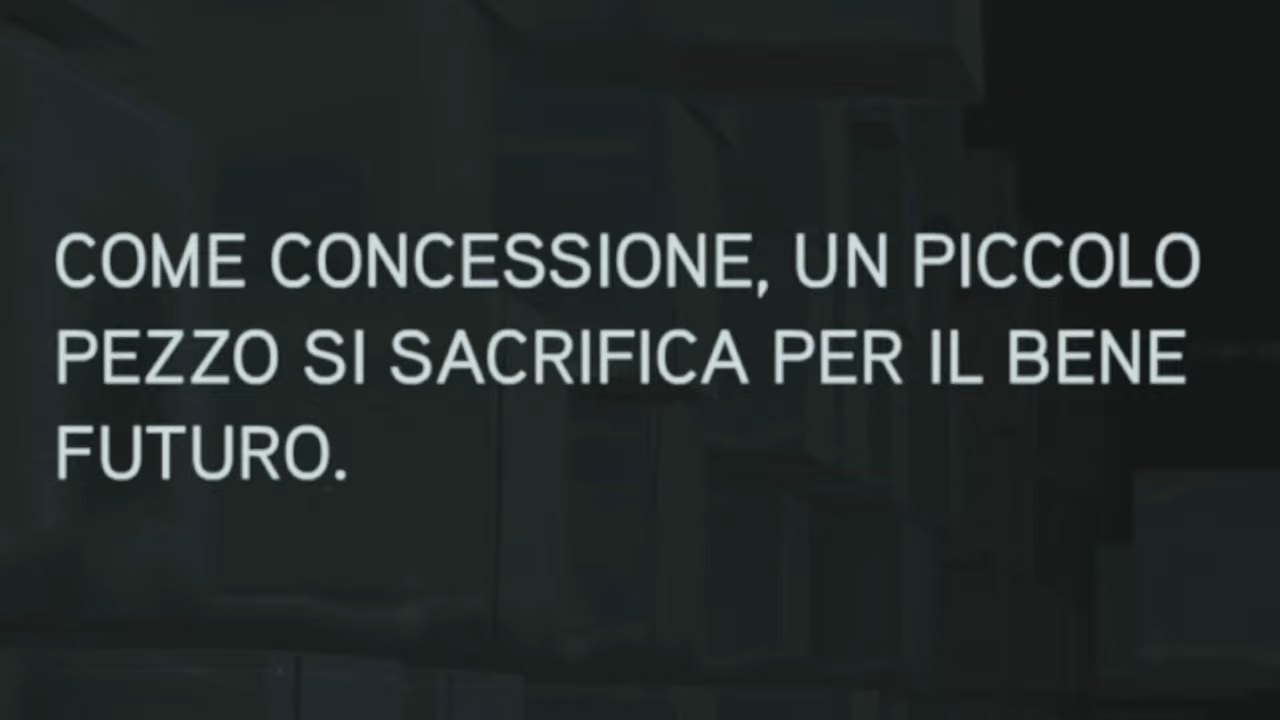 COME CONCESSIONE, UN PICCOLO
PEZZO SI SACRIFICA PER IL BENE
FUTURO.